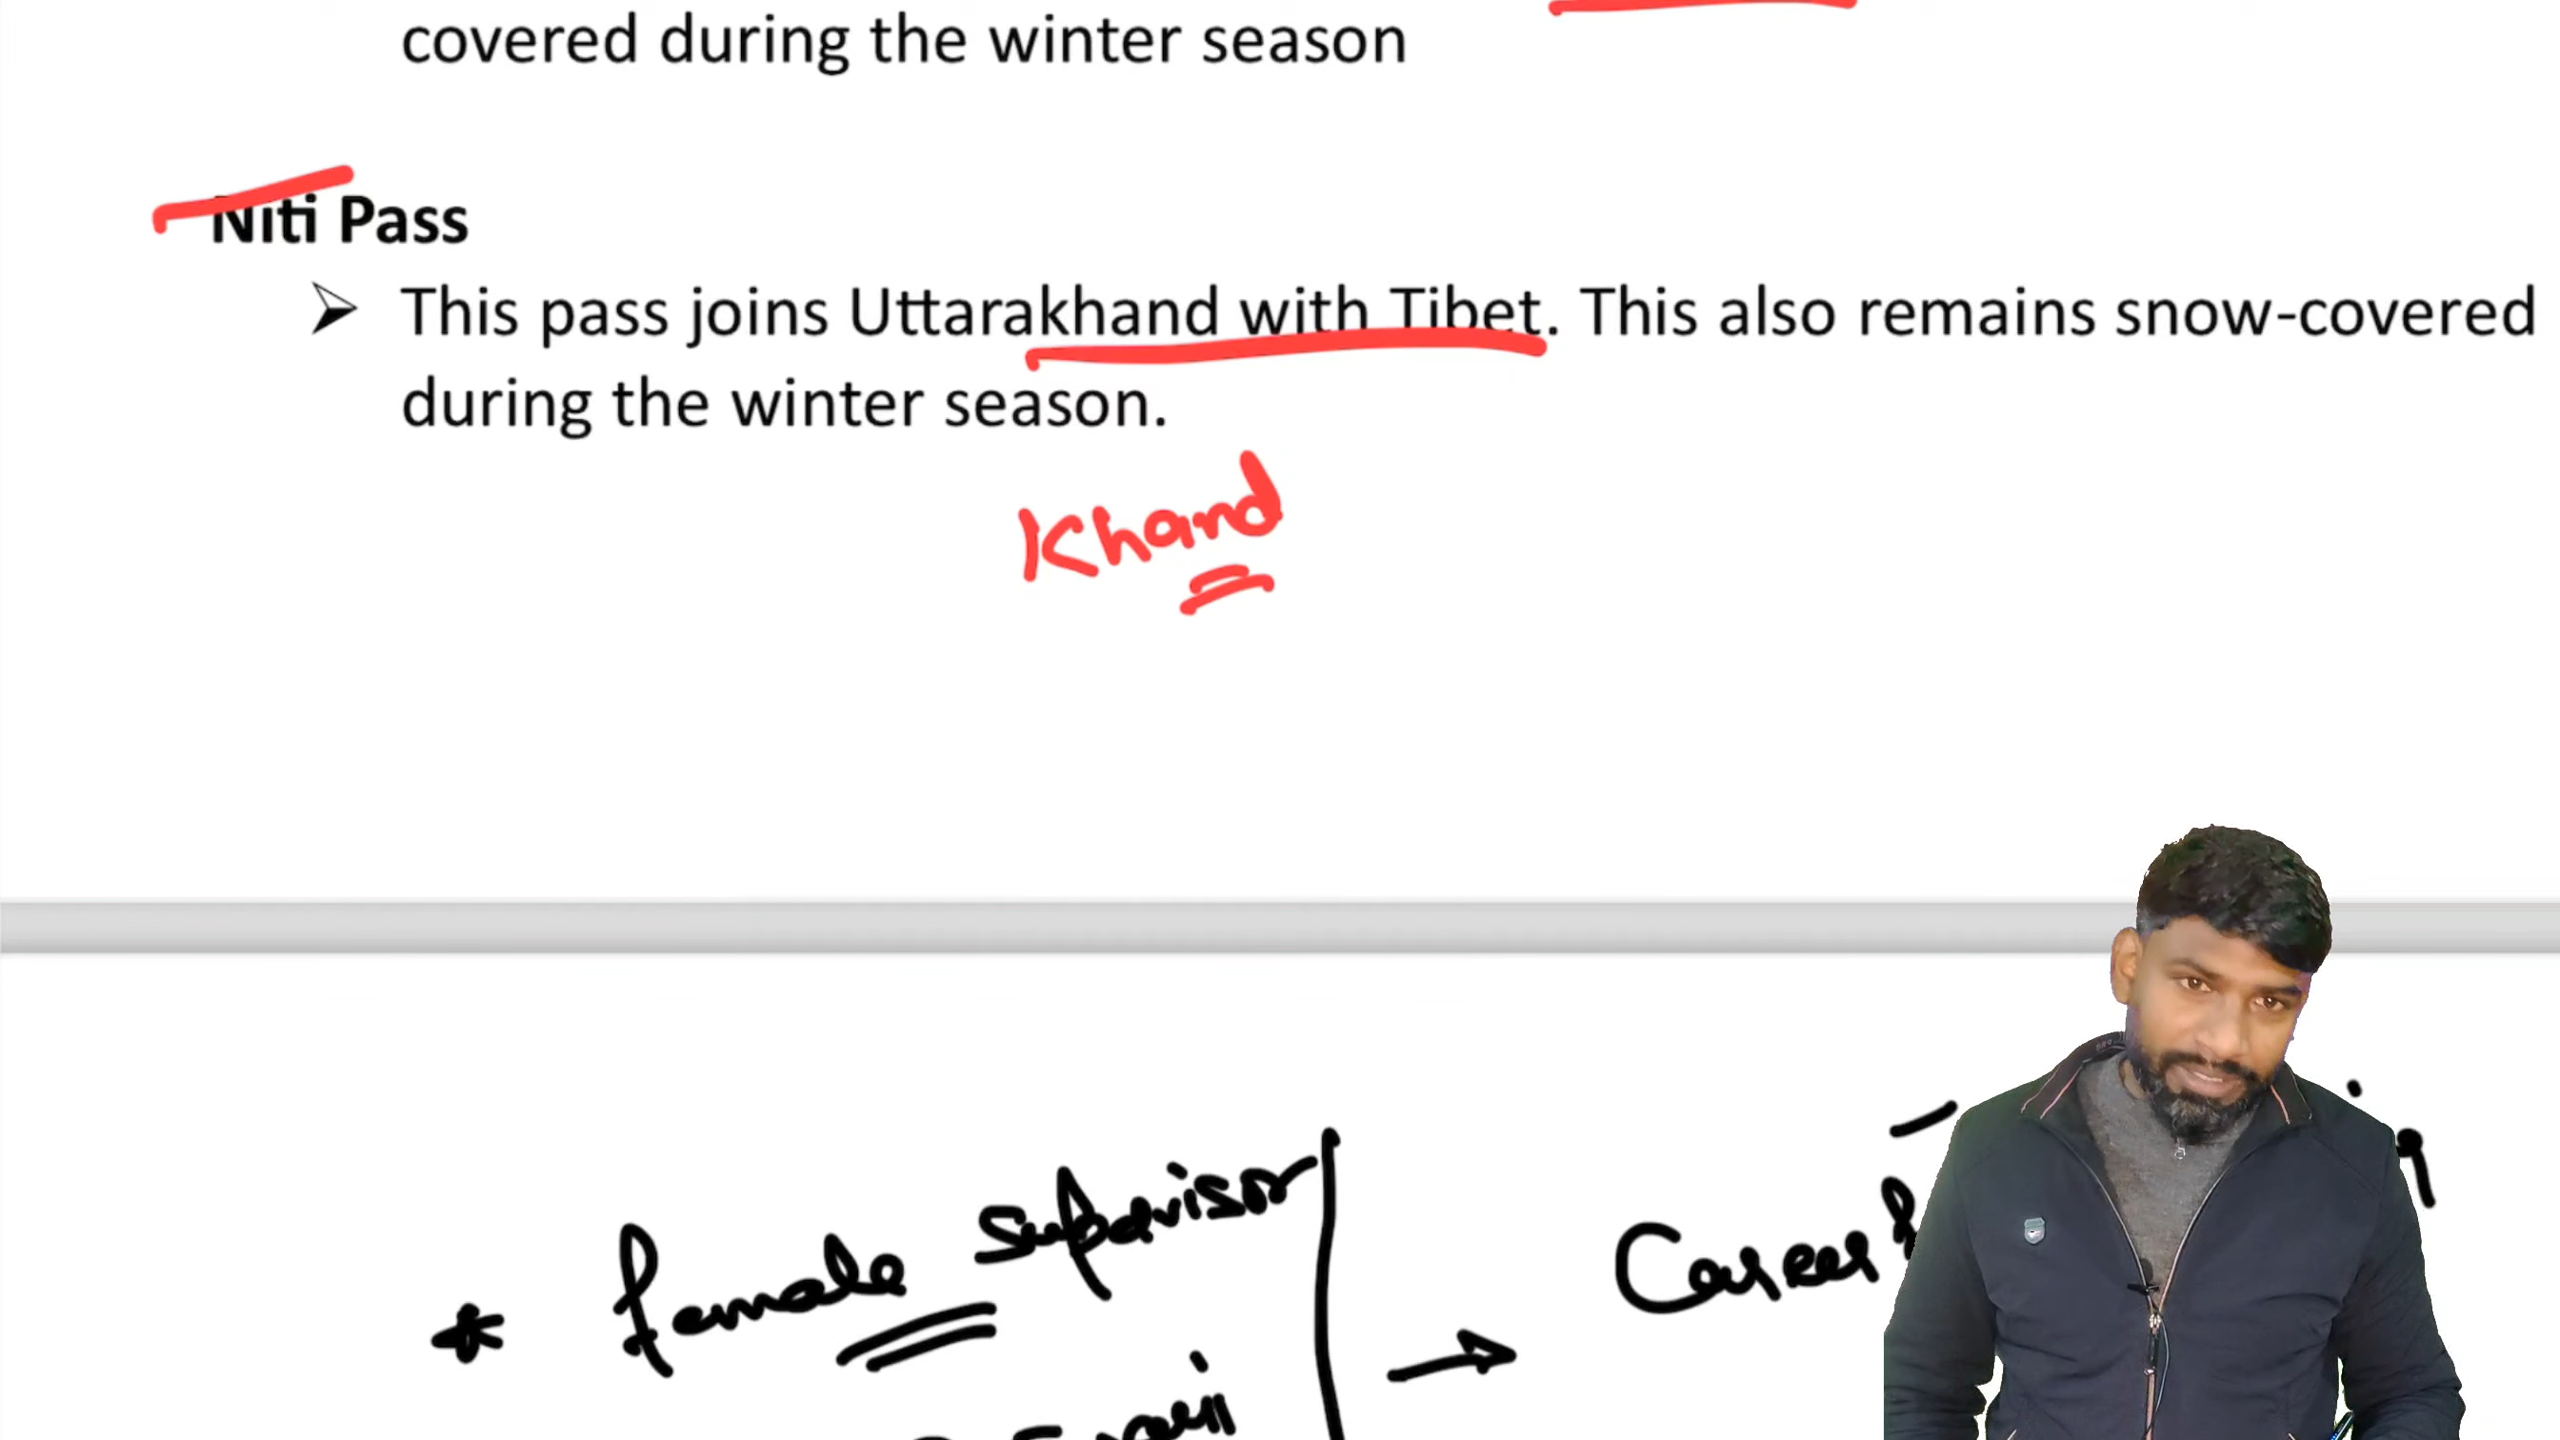 covered during the winter season
Niti Pass
➢ This pass joins Uttarakhand with Tibet. This also remains snow-covered
during the winter season.
Khand
* female supervisor
→ Career